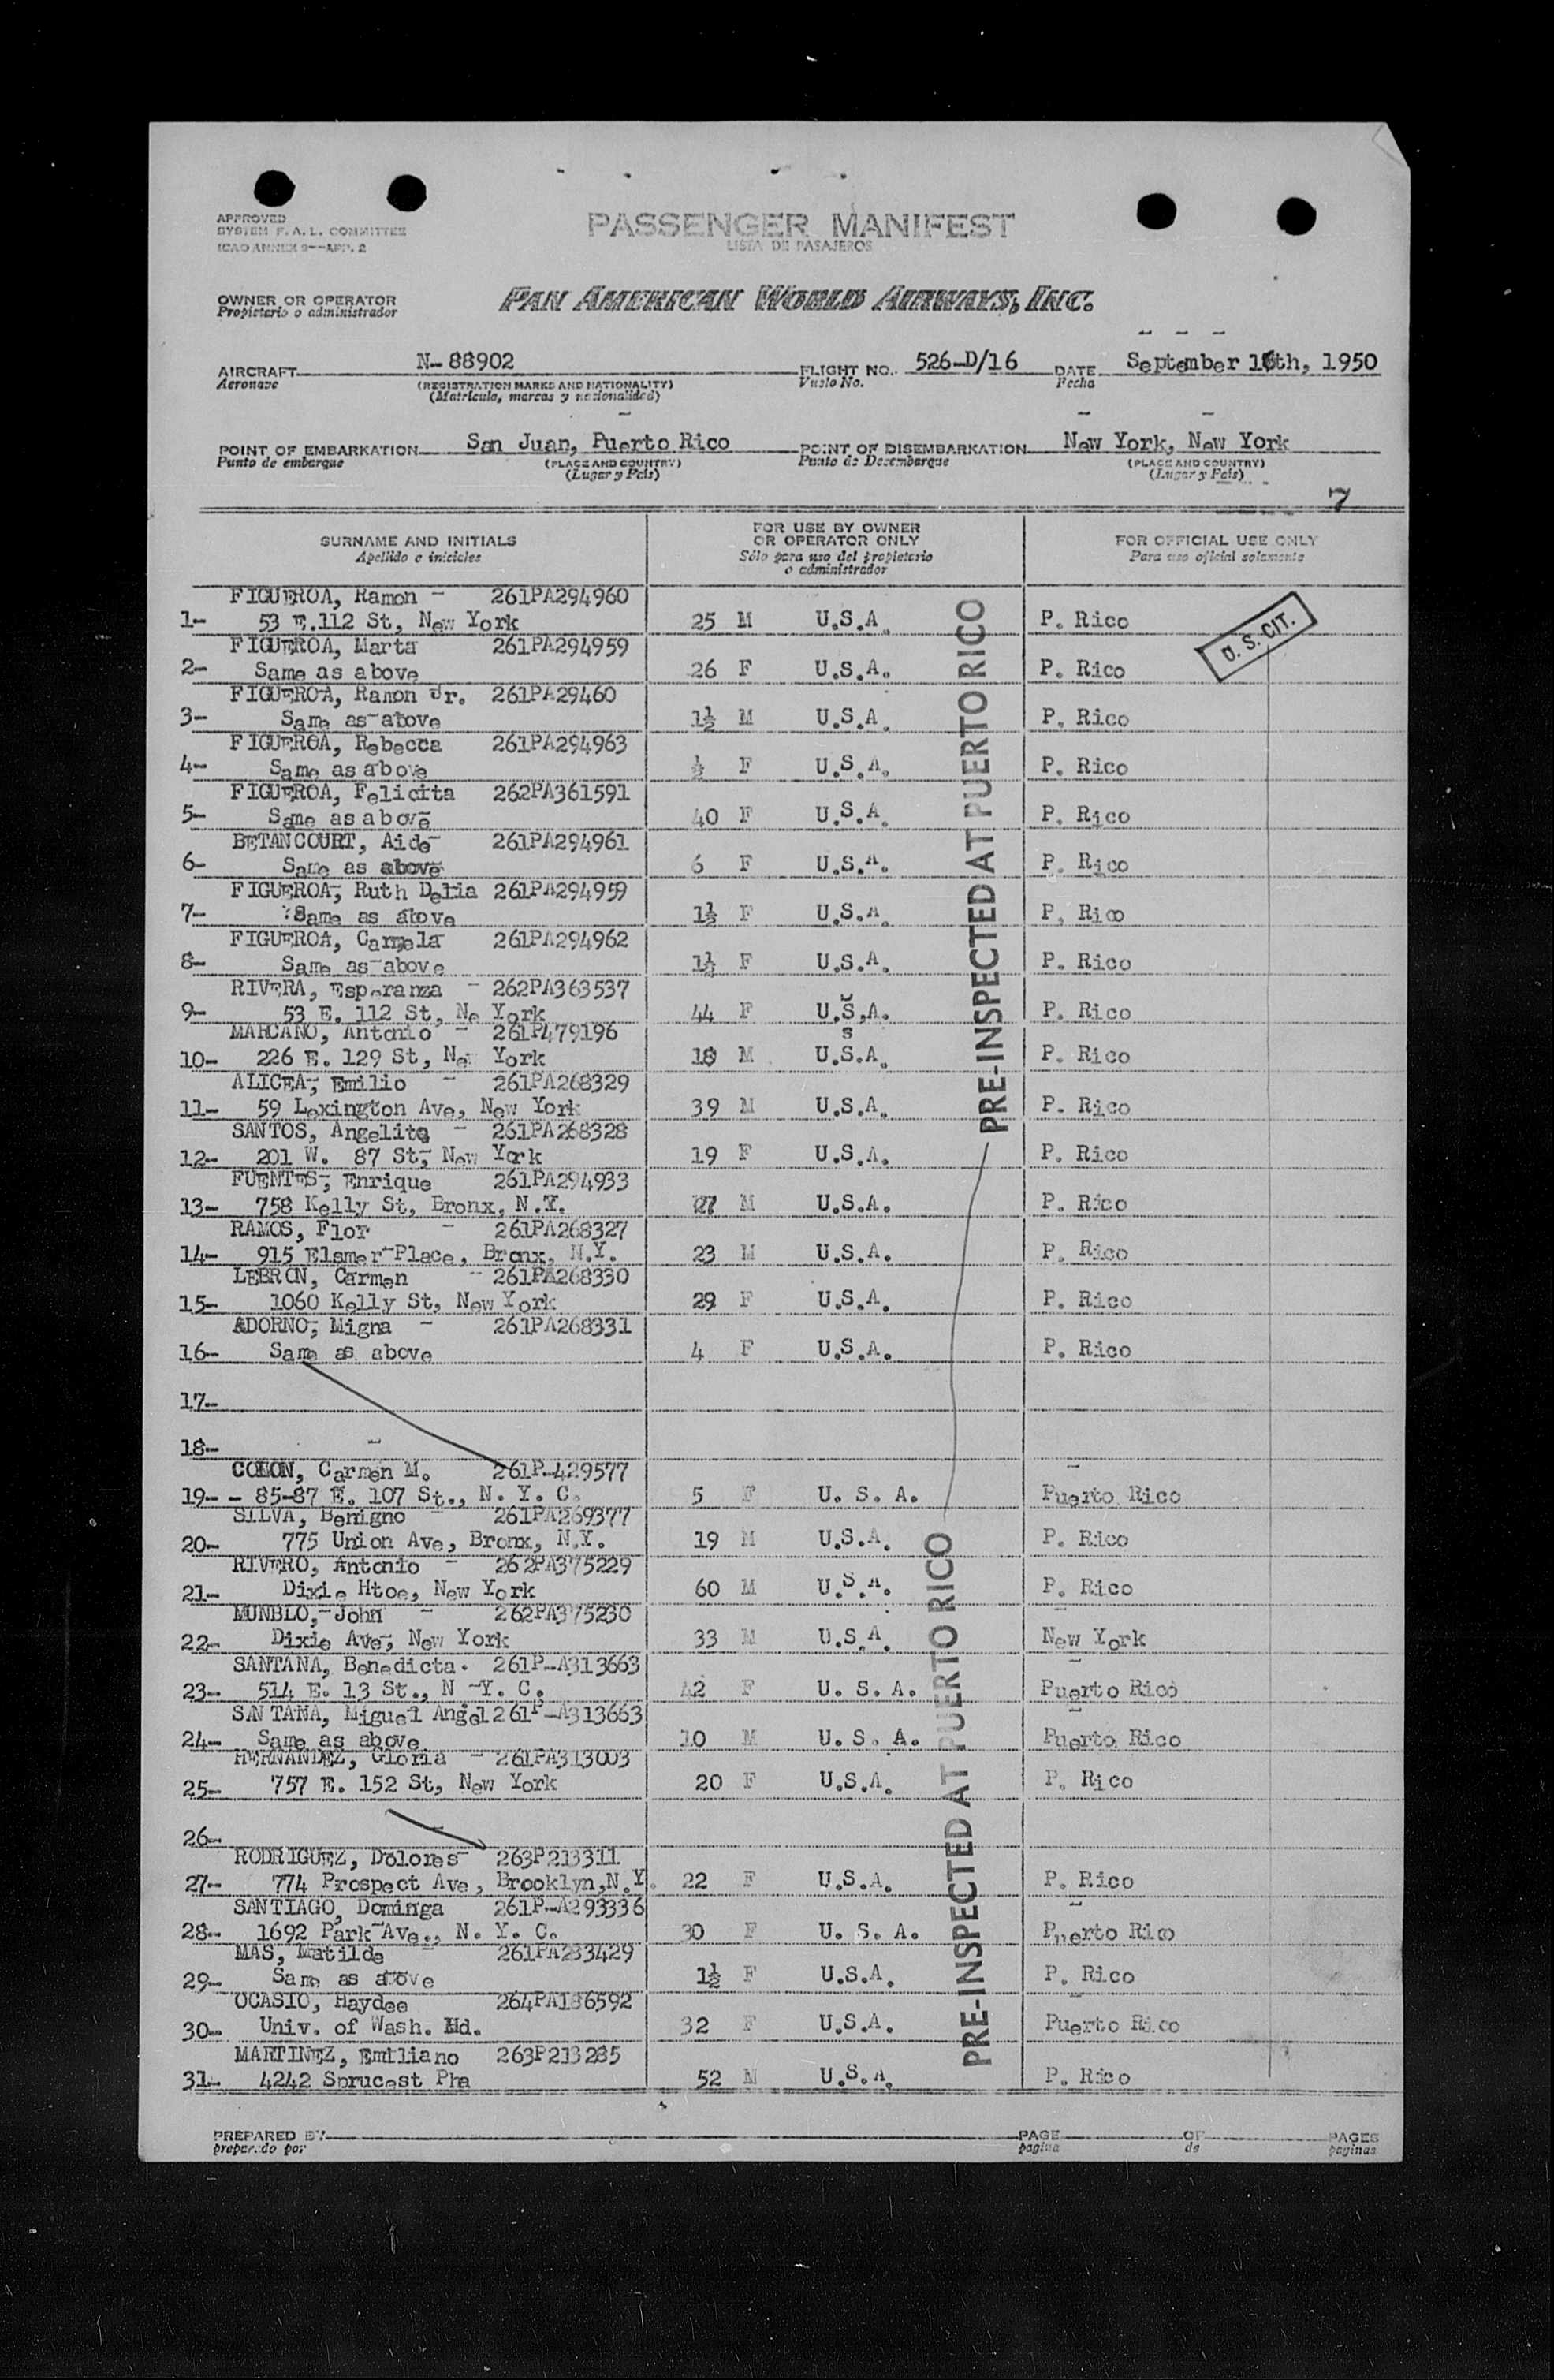 APPROVED
SYSTEM F. A. L. COMMITTEE
ICAO ANNEX 9--APP. 2
PASSENGER MANIFEST
LISTA DE PASAJEROS
OWNER OR OPERATOR
Propietario o administrador
PAN AMERICAN WORLD AIRWAYS, INC.
AIRCRAFT N-88902 FLIGHT NO. 526-D/16 DATE September 16th, 1950
Aeronave (REGISTRATION MARKS AND NATIONALITY) Vuelo No. Fecha
(Matricula, marcas y nacionalidad)
POINT OF EMBARKATION San Juan, Puerto Rico POINT OF DISEMBARKATION New York, New York
Punto de embarque (PLACE AND COUNTRY) Punto de Desembarque (PLACE AND COUNTRY)
(Lugar y País) (Lugar y País)
7
SURNAME AND INITIALS
Apellido e iniciales
FOR USE BY OWNER
OR OPERATOR ONLY
Sólo para uso del propietario
o administrador
FOR OFFICIAL USE ONLY
Para uso oficial solamente
FIGUEROA, Ramon - 261PA294960
1- 53 E.112 St, New York 25 M U.S.A. P. Rico
U. S. CIT.
FIGUEROA, Marta 261PA294959
2- Same as above 26 F U.S.A. P. Rico
FIGUEROA, Ramon Jr. 261PA29460
3- Same as above 1½ M U.S.A. P. Rico
FIGUEROA, Rebecca 261PA294963
4- Same as above ½ F U.S.A. P. Rico
FIGUEROA, Felicita 262PA361591
5- Same as above 40 F U.S.A. P. Rico
BETANCOURT, Aide 261PA294961
6- Same as above 6 F U.S.A. P. Rico
FIGUEROA, Ruth Delia 261PA294959
7- Same as above 1½ F U.S.A. P. Rico
FIGUEROA, Carmela 261PA294962
8- Same as above 1½ F U.S.A. P. Rico
RIVERA, Esperanza - 262PA363537
9- 53 E. 112 St, Ne York 44 F U.S.A. P. Rico
MARCANO, Antonio - 261P479196
10- 226 E. 129 St, New York 18 M U.S.A. P. Rico
ALICEA, Emilio - 261PA268329
11- 59 Lexington Ave, New York 39 M U.S.A. P. Rico
SANTOS, Angelita - 261PA268328
12- 201 W. 87 St, New York 19 F U.S.A. P. Rico
FUENTES, Enrique 261PA294933
13- 758 Kelly St, Bronx, N.Y. 27 M U.S.A. P. Rico
RAMOS, Flor - 261PA268327
14- 915 Elsmer Place, Bronx, N.Y. 23 M U.S.A. P. Rico
LEBRON, Carmen - 261PA268330
15- 1060 Kelly St, New York 29 F U.S.A. P. Rico
ADORNO, Migna - 261PA268331
16- Same as above 4 F U.S.A. P. Rico
17-
18-
COLON, Carmen M. 261P-429577
19- - 85-87 E. 107 St., N. Y. C. 5 F U. S. A. Puerto Rico
SILVA, Benigno - 261PA269377
20- 775 Union Ave, Bronx, N.Y. 19 M U.S.A. P. Rico
RIVERO, Antonio - 262PA375229
21- Dixie Htoe, New York 60 M U.S.A. P. Rico
MUNBLO, John - 262PA375230
22- Dixie Ave, New York 33 M U.S.A. New York
SANTANA, Benedicta. 261P-A313663
23- 514 E. 13 St., N Y. C. 42 F U. S. A. Puerto Rico
SANTANA, Miguel Angel 261P-A313663
24- Same as above 10 M U. S. A. Puerto Rico
HERNANDEZ, Gloria - 261PA313003
25- 757 E. 152 St, New York 20 F U.S.A. P. Rico
26-
RODRIGUEZ, Dolores 263P213311
27- 774 Prospect Ave, Brooklyn,N.Y. 22 F U.S.A. P. Rico
SANTIAGO, Dominga 261P-A293336
28- 1692 Park Ave., N. Y. C. 30 F U. S. A. Puerto Rico
MAS, Matilde 261PA233429
29- Same as above 1½ F U.S.A. P. Rico
OCASIO, Haydee 264PA186592
30- Univ. of Wash. Md. 32 F U.S.A. Puerto Rico
MARTINEZ, Emiliano 263P213285
31- 4242 Sprucest Pha 52 M U.S.A. P. Rico
PRE-INSPECTED AT PUERTO RICO
PRE-INSPECTED AT PUERTO RICO
PREPARED BY PAGE OF PAGES
preparado por pagina de paginas